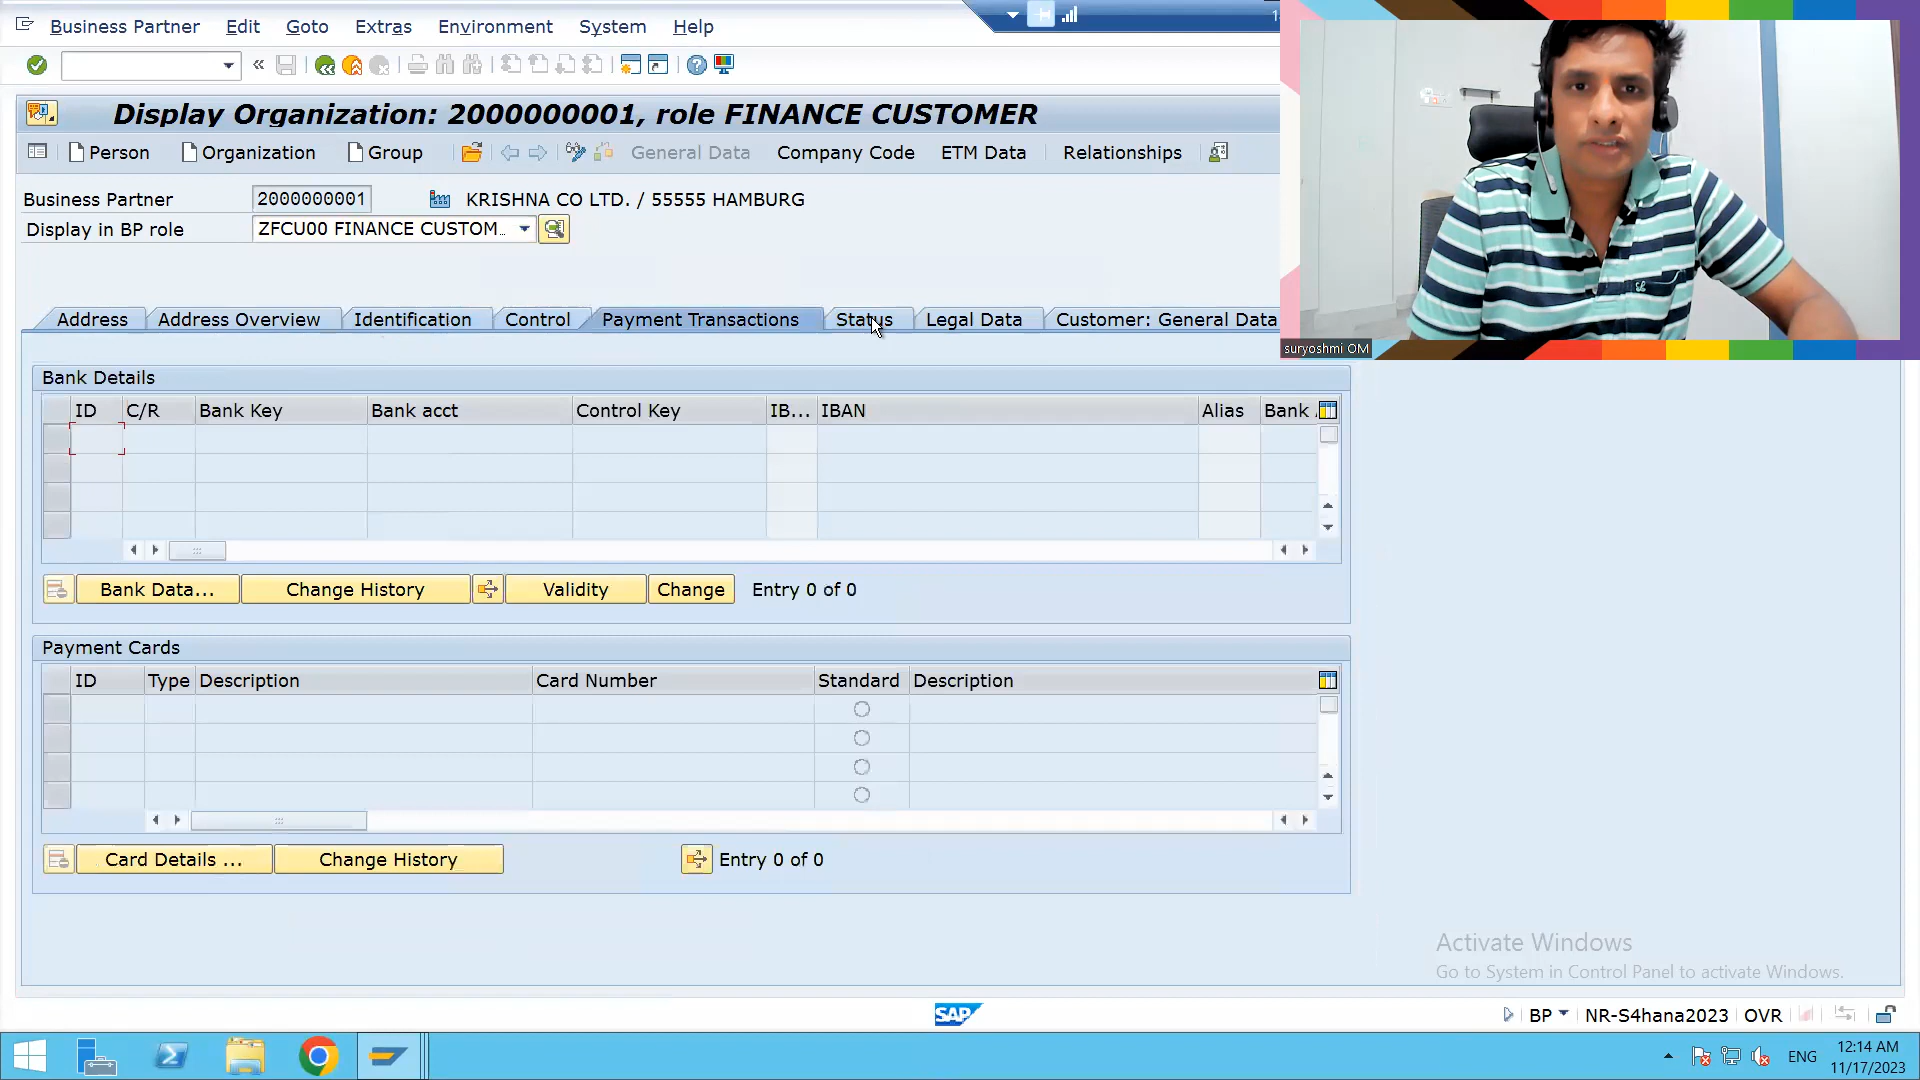 Business Partner Edit Goto Extras Environment System Help
Display Organization: 2000000001, role FINANCE CUSTOMER
Person Organization Group General Data Company Code ETM Data Relationships
Business Partner 2000000001 KRISHNA CO LTD. / 55555 HAMBURG
Display in BP role ZFCU00 FINANCE CUSTOM..
Address Address Overview Identification Control Payment Transactions Status Legal Data Customer: General Data
suryoshmi OM
Bank Details
ID C/R Bank Key Bank acct Control Key IB... IBAN Alias Bank
Bank Data... Change History Validity Change Entry 0 of 0
Payment Cards
ID Type Description Card Number Standard Description
Card Details ... Change History Entry 0 of 0
Activate Windows
Go to System in Control Panel to activate Windows.
SAP BP NR-S4hana2023 OVR
ENG 12:14 AM
11/17/2023